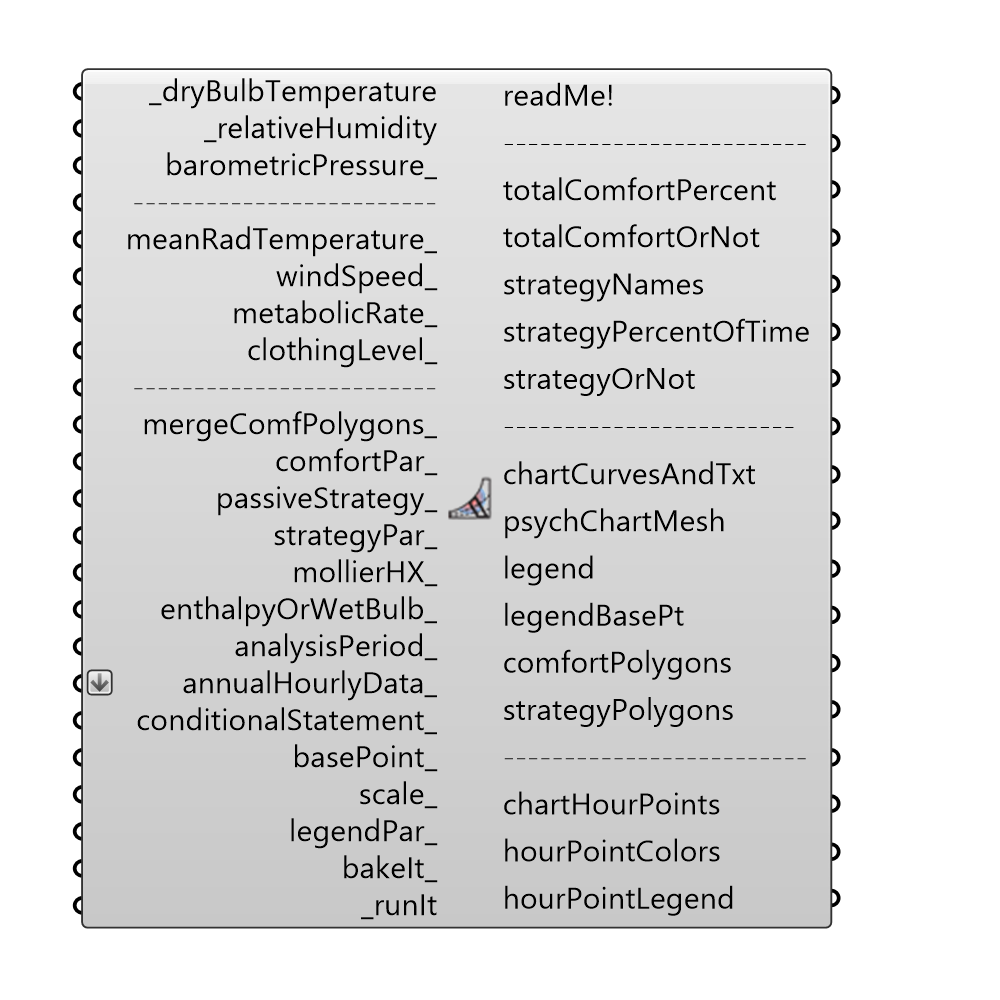 _dryBulbTemperature
_relativeHumidity
barometricPressure_
-------------------------
meanRadTemperature_
windSpeed_
metabolicRate_
clothingLevel_
-------------------------
mergeComfPolygons_
comfortPar_
passiveStrategy_
strategyPar_
mollierHX_
enthalpyOrWetBulb_
analysisPeriod_
annualHourlyData_
conditionalStatement_
basePoint_
scale_
legendPar_
bakeIt_
_runIt
readMe!
-------------------------
totalComfortPercent
totalComfortOrNot
strategyNames
strategyPercentOfTime
strategyOrNot
------------------------
chartCurvesAndTxt
psychChartMesh
legend
legendBasePt
comfortPolygons
strategyPolygons
-------------------------
chartHourPoints
hourPointColors
hourPointLegend